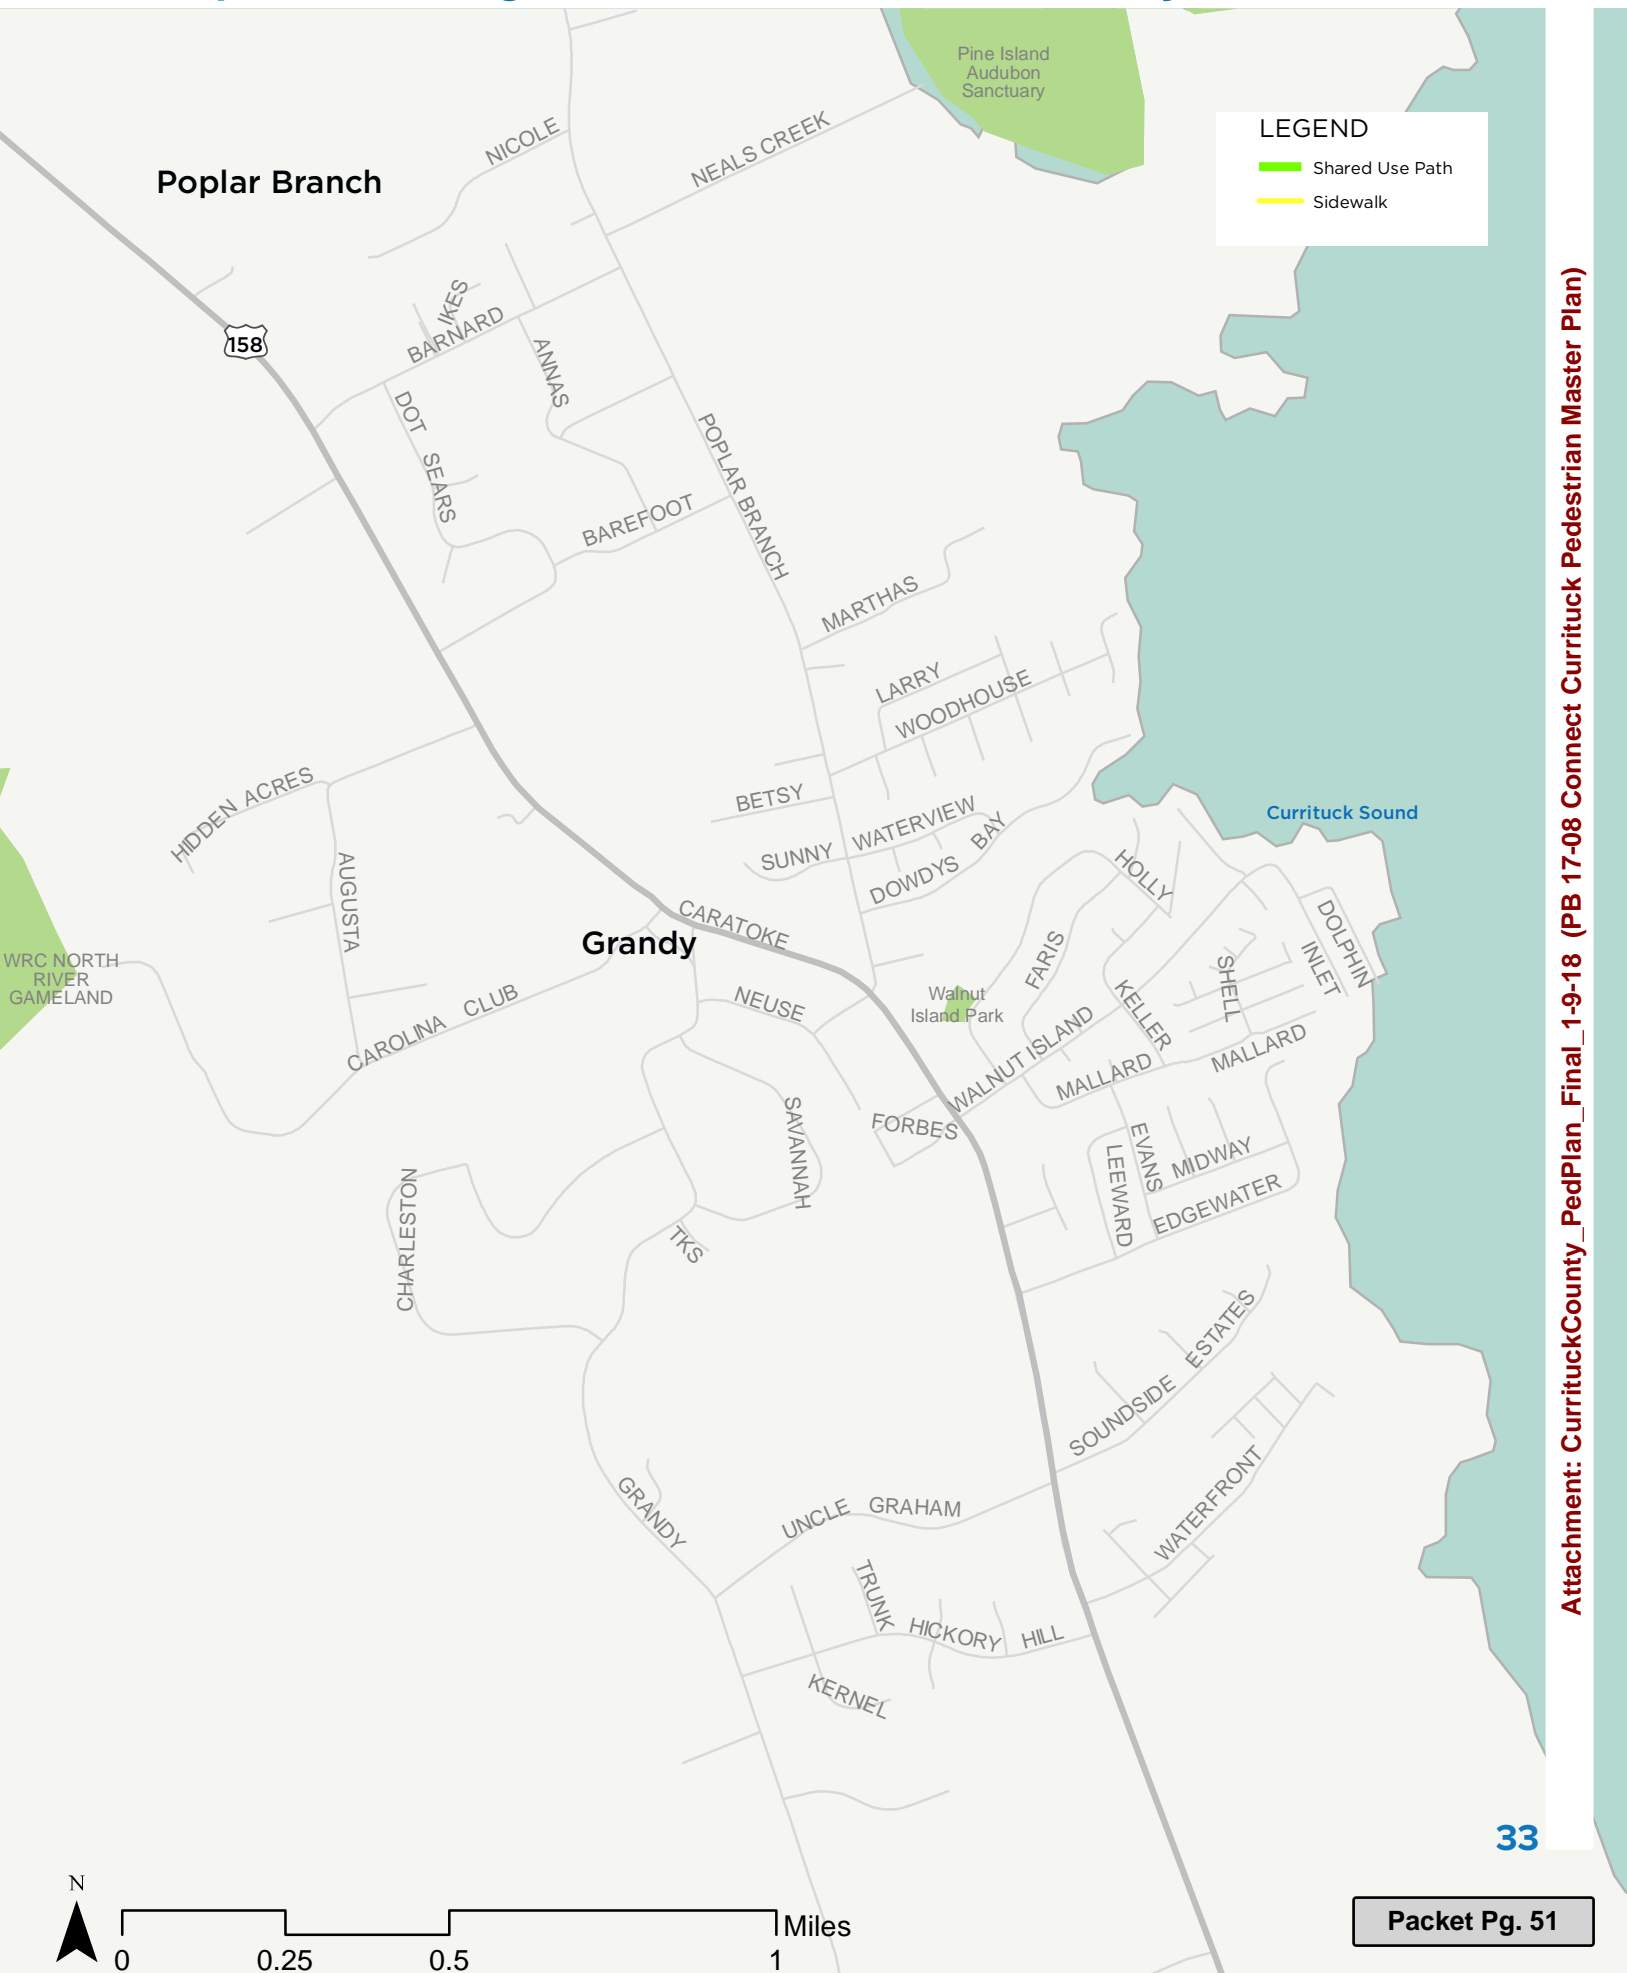 Pine Island
Audubon
Sanctuary
LEGEND
Shared Use Path
Sidewalk
NICOLE
NEALS CREEK
Poplar Branch
IKES
BARNARD
158
ANNAS
DOT SEARS
POPLAR BRANCH
BAREFOOT
MARTHAS
LARRY
WOODHOUSE
HIDDEN ACRES
BETSY
SUNNY
WATERVIEW
DOWDYS BAY
Currituck Sound
HOLLY
AUGUSTA
CARATOKE
Grandy
FARIS
DOLPHIN
INLET
SHELL
WRC NORTH
RIVER
GAMELAND
CAROLINA CLUB
NEUSE
Walnut
Island Park
KELLER
WALNUT ISLAND
MALLARD
MALLARD
SAVANNAH
FORBES
EVANS
LEEWARD
MIDWAY
EDGEWATER
CHARLESTON
TKS
SOUNDSIDE ESTATES
WATERFRONT
GRANDY
UNCLE GRAHAM
TRUNK
HICKORY HILL
KERNEL
Attachment: CurrituckCounty_PedPlan_Final_1-9-18 (PB 17-08 Connect Currituck Pedestrian Master Plan)
33
N
Miles
0 0.25 0.5 1
Packet Pg. 51